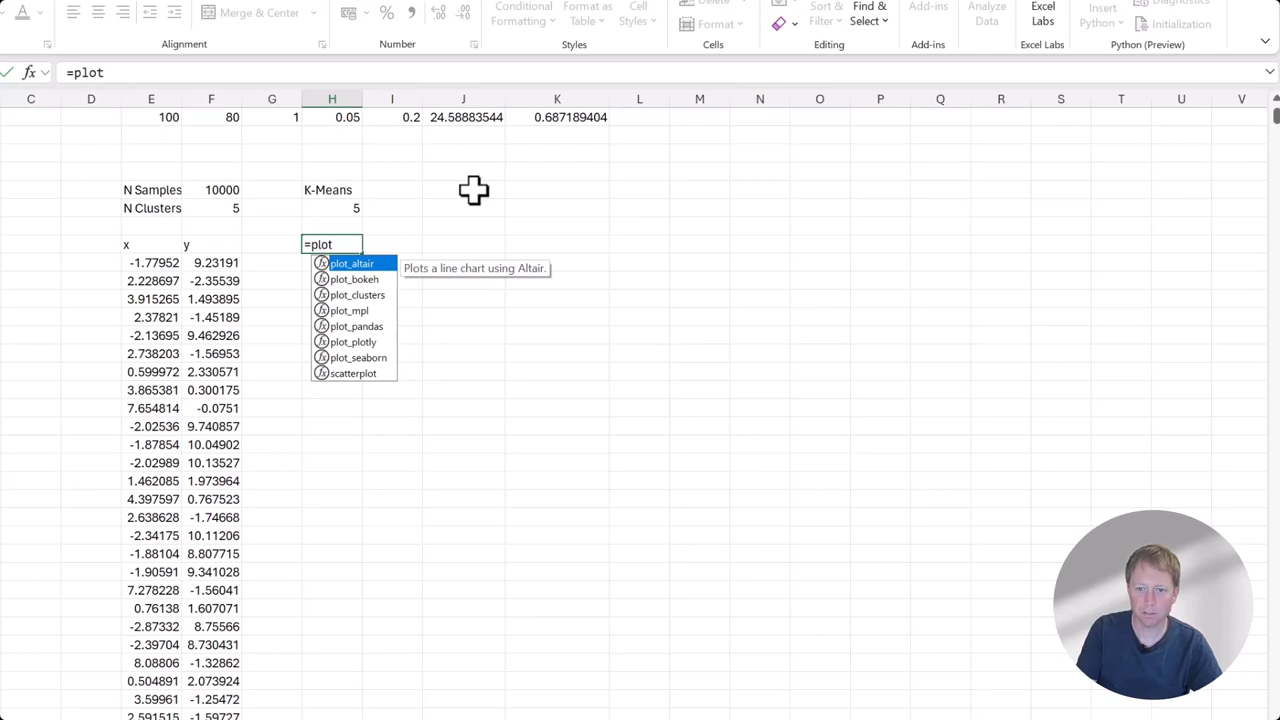 Merge & Center
%
,
Conditional
Formatting
Format as
Table
Cell
Styles
Delete
Format
Filter
Find &
Select
Add-ins
Analyze
Data
Excel
Labs
Insert
Python
Diagnostics
Initialization
Alignment
Number
Styles
Cells
Editing
Add-ins
Excel Labs
Python (Preview)
fx
=plot
C D E F G H I J K L M N O P Q R S T U V
100 80 1 0.05 0.2 24.58883544 0.687189404
N Samples 10000 K-Means
N Clusters 5 5
x y =plot
-1.77952 9.23191 plot_altair Plots a line chart using Altair.
2.228697 -2.35539 plot_bokeh
3.915265 1.493895 plot_clusters
2.37821 -1.45189 plot_mpl
-2.13695 9.462926 plot_pandas
2.738203 -1.56953 plot_plotly
0.599972 2.330571 plot_seaborn
3.865381 0.300175 scatterplot
7.654814 -0.0751
-2.02536 9.740857
-1.87854 10.04902
-2.02989 10.13527
1.462085 1.973964
4.397597 0.767523
2.638628 -1.74668
-2.34175 10.11206
-1.88104 8.807715
-1.90591 9.341028
7.278228 -1.56041
0.76138 1.607071
-2.87332 8.75566
-2.39704 8.730431
8.08806 -1.32862
0.504891 2.073924
3.59961 -1.25472
2.591515 -1.59727